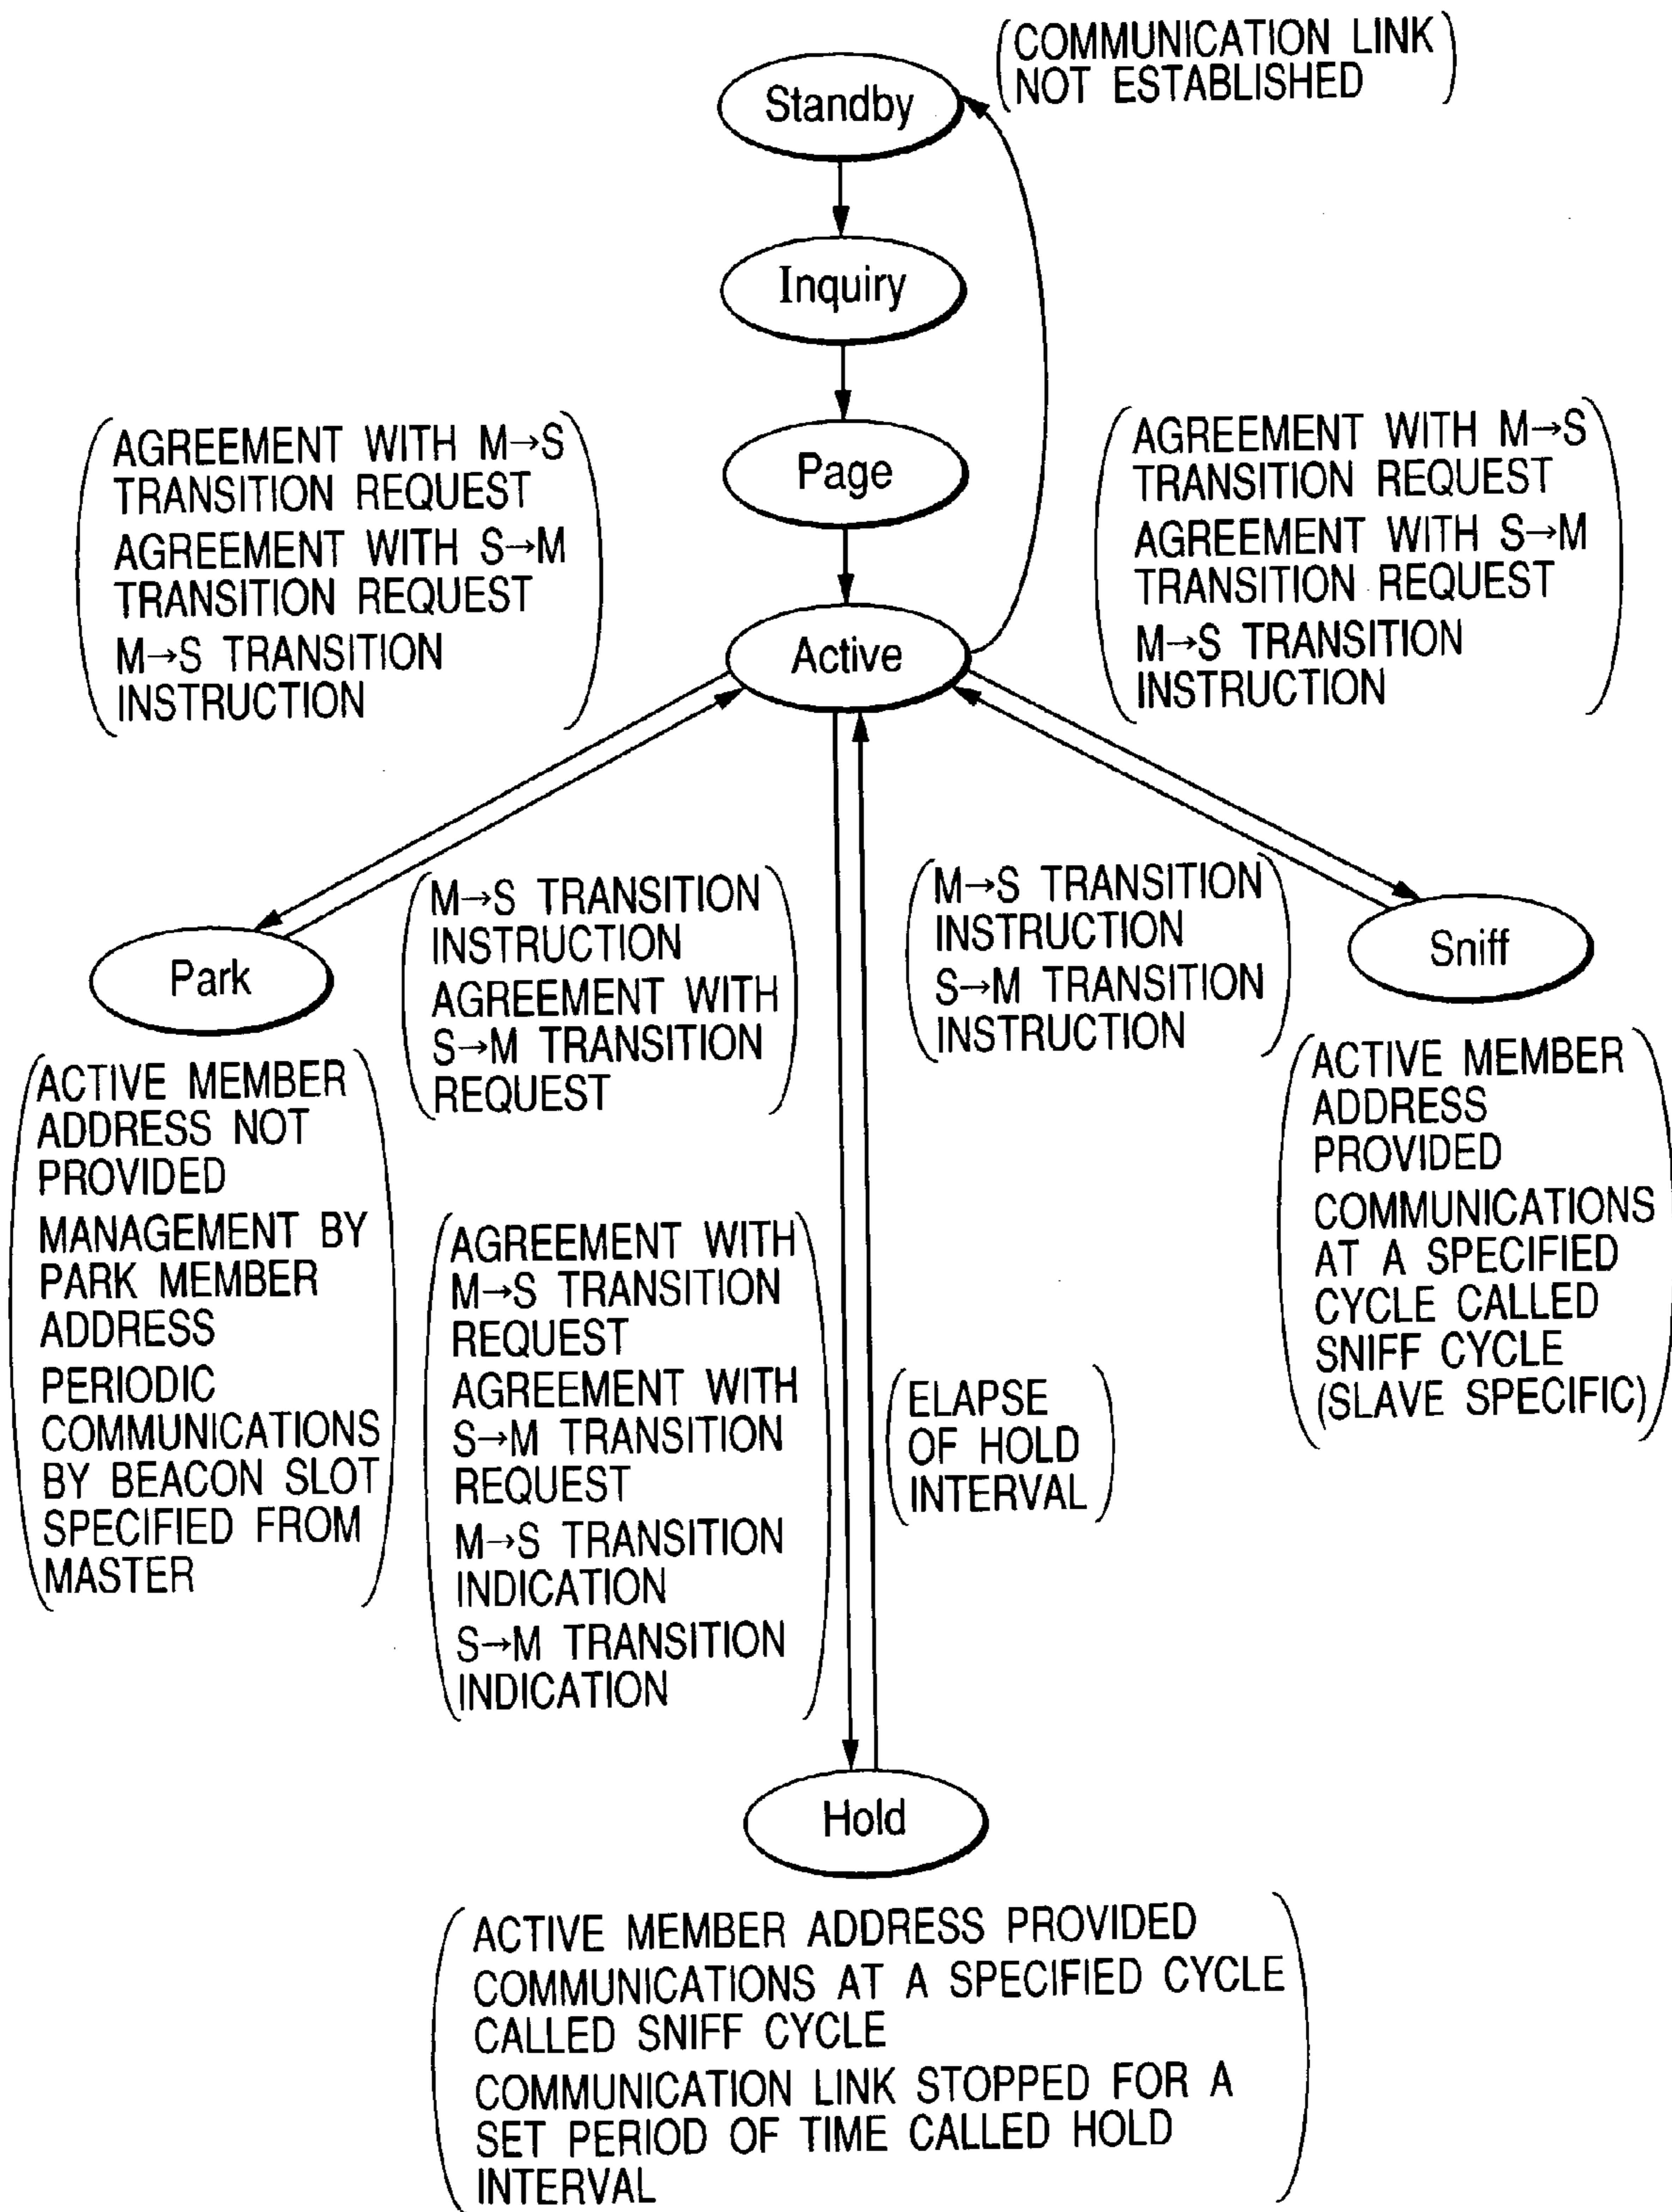 (COMMUNICATION LINK
NOT ESTABLISHED)
Standby
Inquiry
Page
Active
(AGREEMENT WITH M→S
TRANSITION REQUEST
AGREEMENT WITH S→M
TRANSITION REQUEST
M→S TRANSITION
INSTRUCTION)
(AGREEMENT WITH M→S
TRANSITION REQUEST
AGREEMENT WITH S→M
TRANSITION REQUEST
M→S TRANSITION
INSTRUCTION)
(M→S TRANSITION
INSTRUCTION
AGREEMENT WITH
S→M TRANSITION
REQUEST)
(M→S TRANSITION
INSTRUCTION
S→M TRANSITION
INSTRUCTION)
Park
(ACTIVE MEMBER
ADDRESS NOT
PROVIDED
MANAGEMENT BY
PARK MEMBER
ADDRESS
PERIODIC
COMMUNICATIONS
BY BEACON SLOT
SPECIFIED FROM
MASTER)
Sniff
(ACTIVE MEMBER
ADDRESS
PROVIDED
COMMUNICATIONS
AT A SPECIFIED
CYCLE CALLED
SNIFF CYCLE
(SLAVE SPECIFIC))
(AGREEMENT WITH
M→S TRANSITION
REQUEST
AGREEMENT WITH
S→M TRANSITION
REQUEST
M→S TRANSITION
INDICATION
S→M TRANSITION
INDICATION)
(ELAPSE
OF HOLD
INTERVAL)
Hold
(ACTIVE MEMBER ADDRESS PROVIDED
COMMUNICATIONS AT A SPECIFIED CYCLE
CALLED SNIFF CYCLE
COMMUNICATION LINK STOPPED FOR A
SET PERIOD OF TIME CALLED HOLD
INTERVAL)